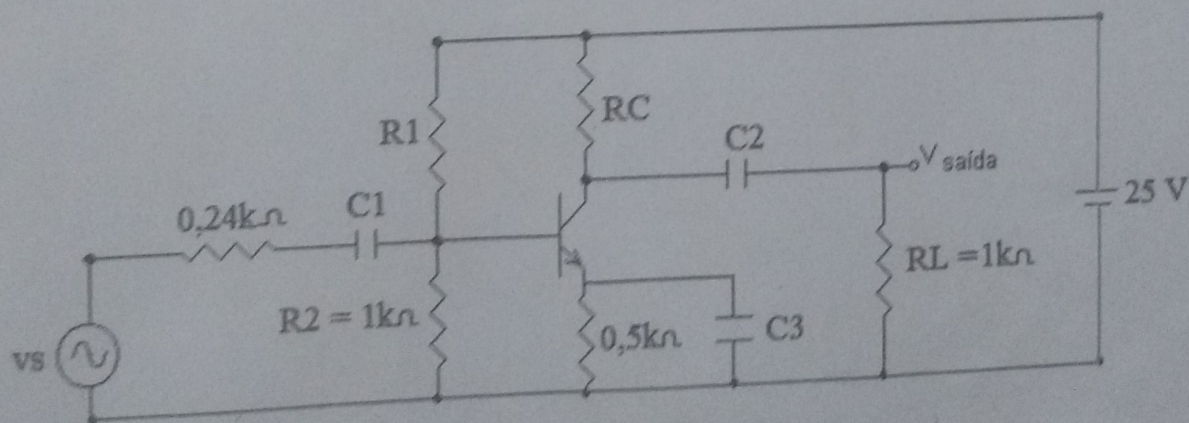 RC
R1
C2
V saída
25 V
0,24kΩ
C1
RL =1kΩ
R2 = 1kΩ
0,5kΩ
C3
vs